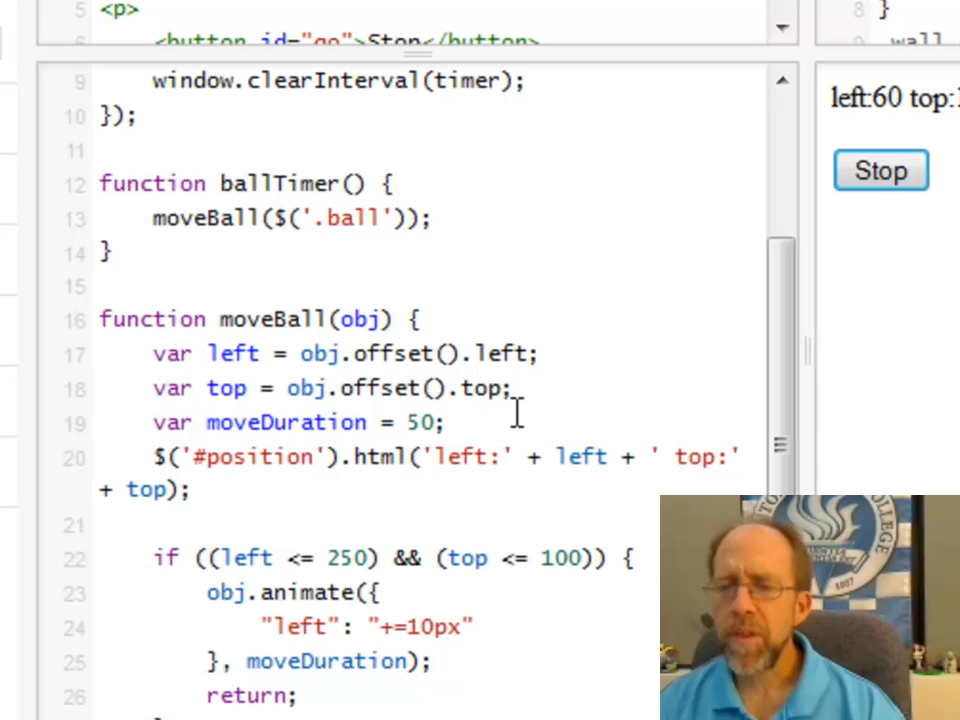 5 <p>
<button id="go">Stop</button>
8 }
wall
9 window.clearInterval(timer);
10 });
11
12 function ballTimer() {
13 moveBall($('.ball'));
14 }
15
16 function moveBall(obj) {
17 var left = obj.offset().left;
18 var top = obj.offset().top;
19 var moveDuration = 50;
20 $('#position').html('left:' + left + ' top:'
+ top);
21
22 if ((left <= 250) && (top <= 100)) {
23 obj.animate({
24 "left": "+=10px"
25 }, moveDuration);
26 return;
left:60 top:
Stop
COLLEGE